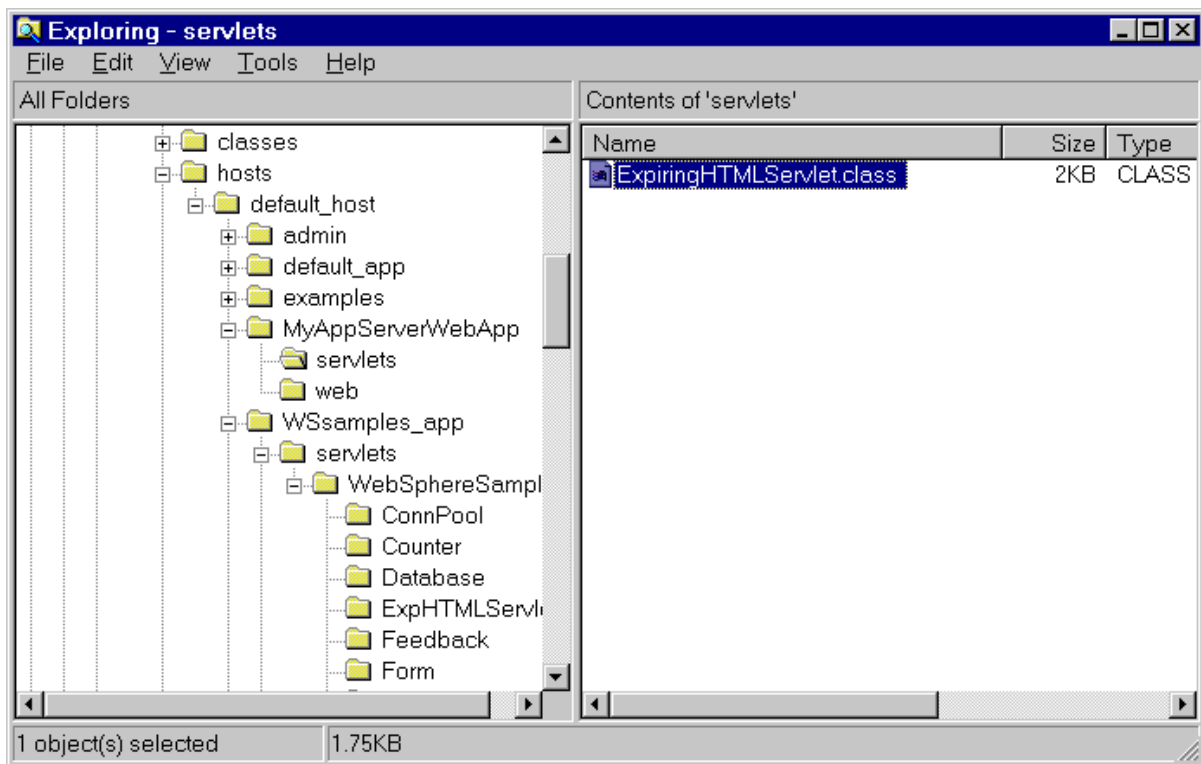 Exploring - servlets
File Edit View Tools Help
All Folders
Contents of 'servlets'
classes
hosts
default_host
admin
default_app
examples
MyAppServerWebApp
servlets
web
WSsamples_app
servlets
WebSphereSampl
ConnPool
Counter
Database
ExpHTMLServl
Feedback
Form
Name Size Type
ExpiringHTMLServlet.class 2KB CLASS
1 object(s) selected 1.75KB